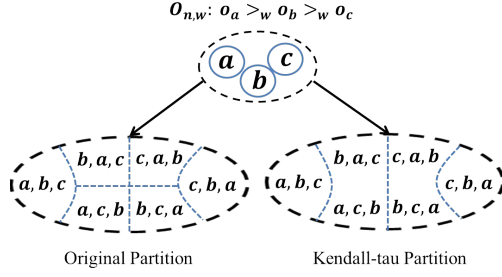 O_{n,w}: o_a >_w o_b >_w o_c
a c
b
b, a, c c, a, b b, a, c c, a, b
a, b, c c, b, a a, b, c c, b, a
a, c, b b, c, a a, c, b b, c, a
Original Partition Kendall-tau Partition